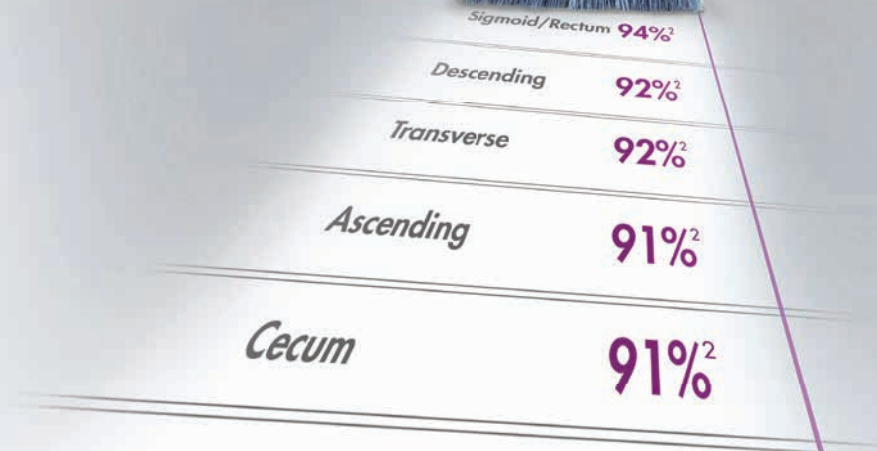 Sigmoid/Rectum 94%²
Descending 92%²
Transverse 92%²
Ascending 91%²
Cecum 91%²